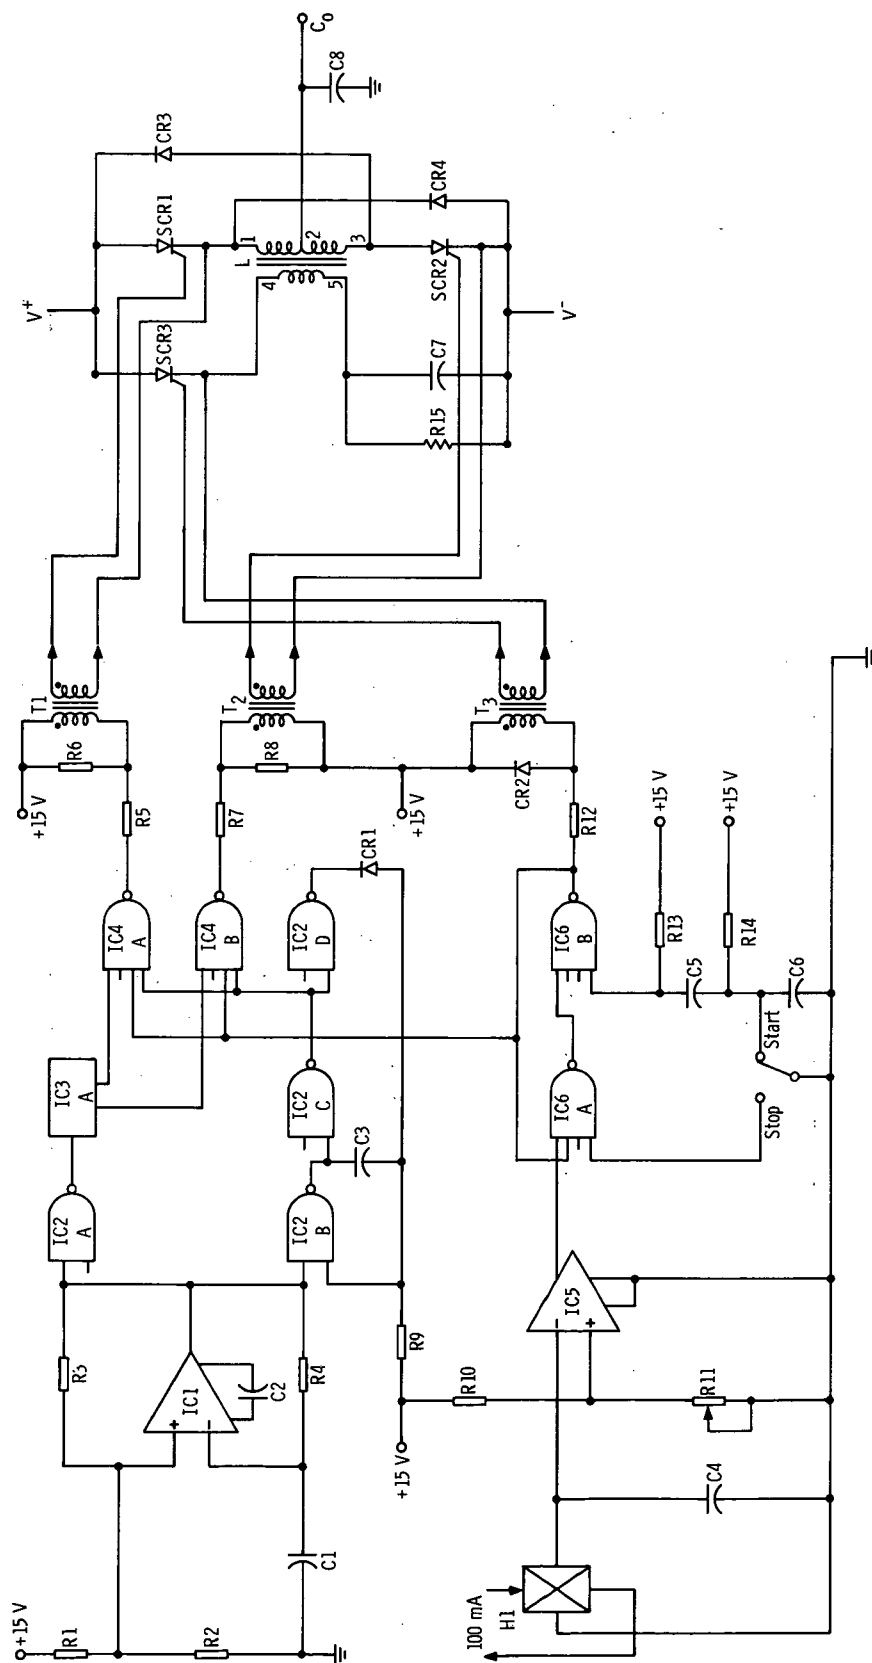 +15 V
R1
R2
C1
R3
IC1
+
−
C2
R4
IC2
A
IC3
A
IC2
B
C3
IC2
C
IC4
A
IC4
B
IC2
D
CR1
R5
R6
+15 V
T1
R7
R8
T2
+15 V
R9
+15 V
CR2
T3
R12
V+
CR3
SCR1
SCR3
L
1
2
3
4
5
C0
C8
CR4
SCR2
R15
C7
V-
100 mA
H1
C4
R10
R11
−
+
IC5
IC6
A
IC6
B
R13
+15 V
R14
+15 V
C5
C6
Start
Stop